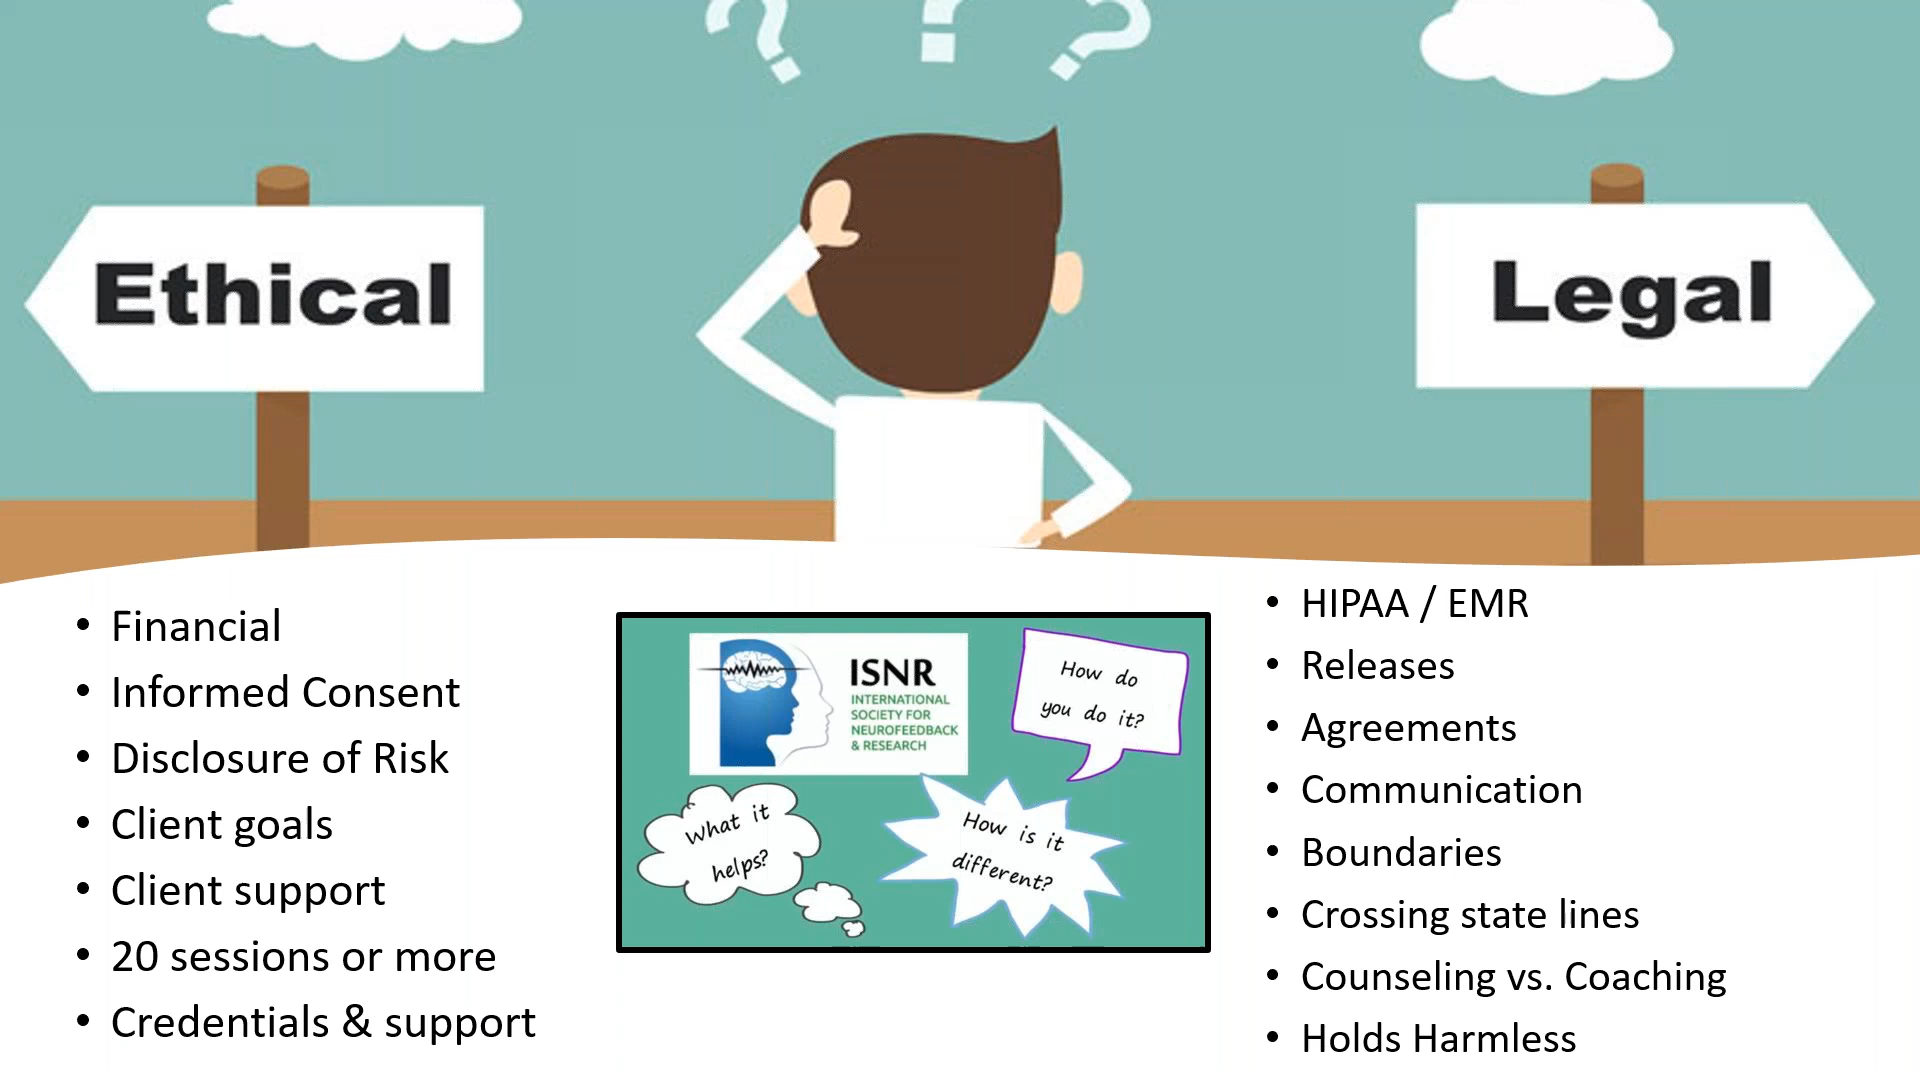 ? ? ?
Ethical
Legal
• Financial
• Informed Consent
• Disclosure of Risk
• Client goals
• Client support
• 20 sessions or more
• Credentials & support
ISNR
INTERNATIONAL
SOCIETY FOR
NEUROFEEDBACK
& RESEARCH
How do
you do it?
What it
helps?
How is it
different?
• HIPAA / EMR
• Releases
• Agreements
• Communication
• Boundaries
• Crossing state lines
• Counseling vs. Coaching
• Holds Harmless